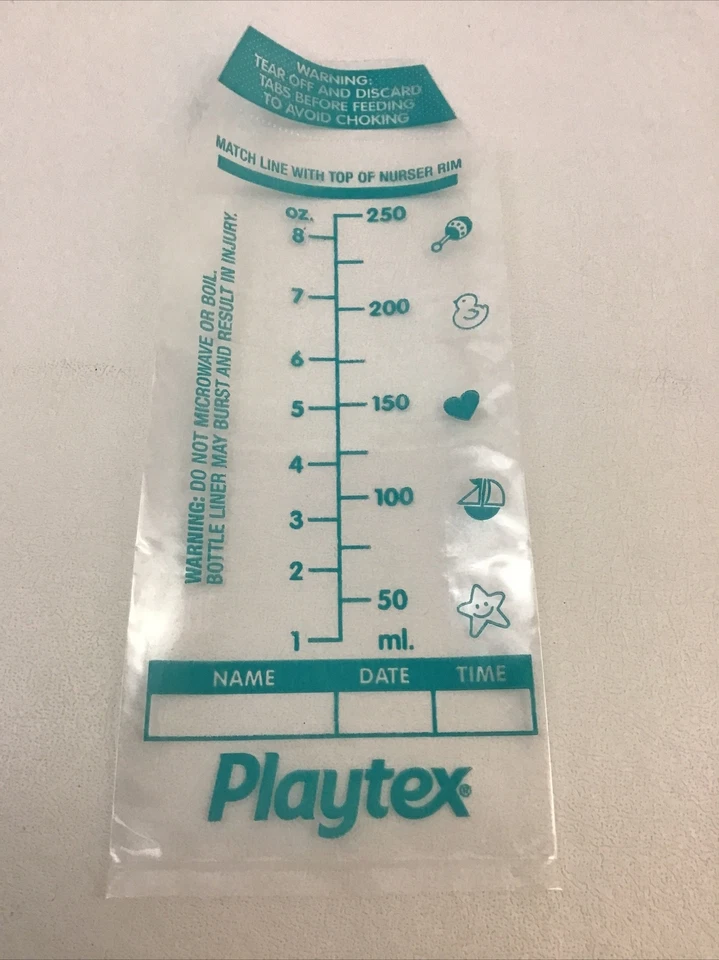 WARNING:
TEAR OFF AND DISCARD
TABS BEFORE FEEDING
TO AVOID CHOKING
MATCH LINE WITH TOP OF NURSER RIM
WARNING: DO NOT MICROWAVE OR BOIL.
BOTTLE LINER MAY BURST AND RESULT IN INJURY.
OZ. 250
8
7
200
6
5 150
4
100
3
2
50
1 ml.
NAME DATE TIME
Playtex®